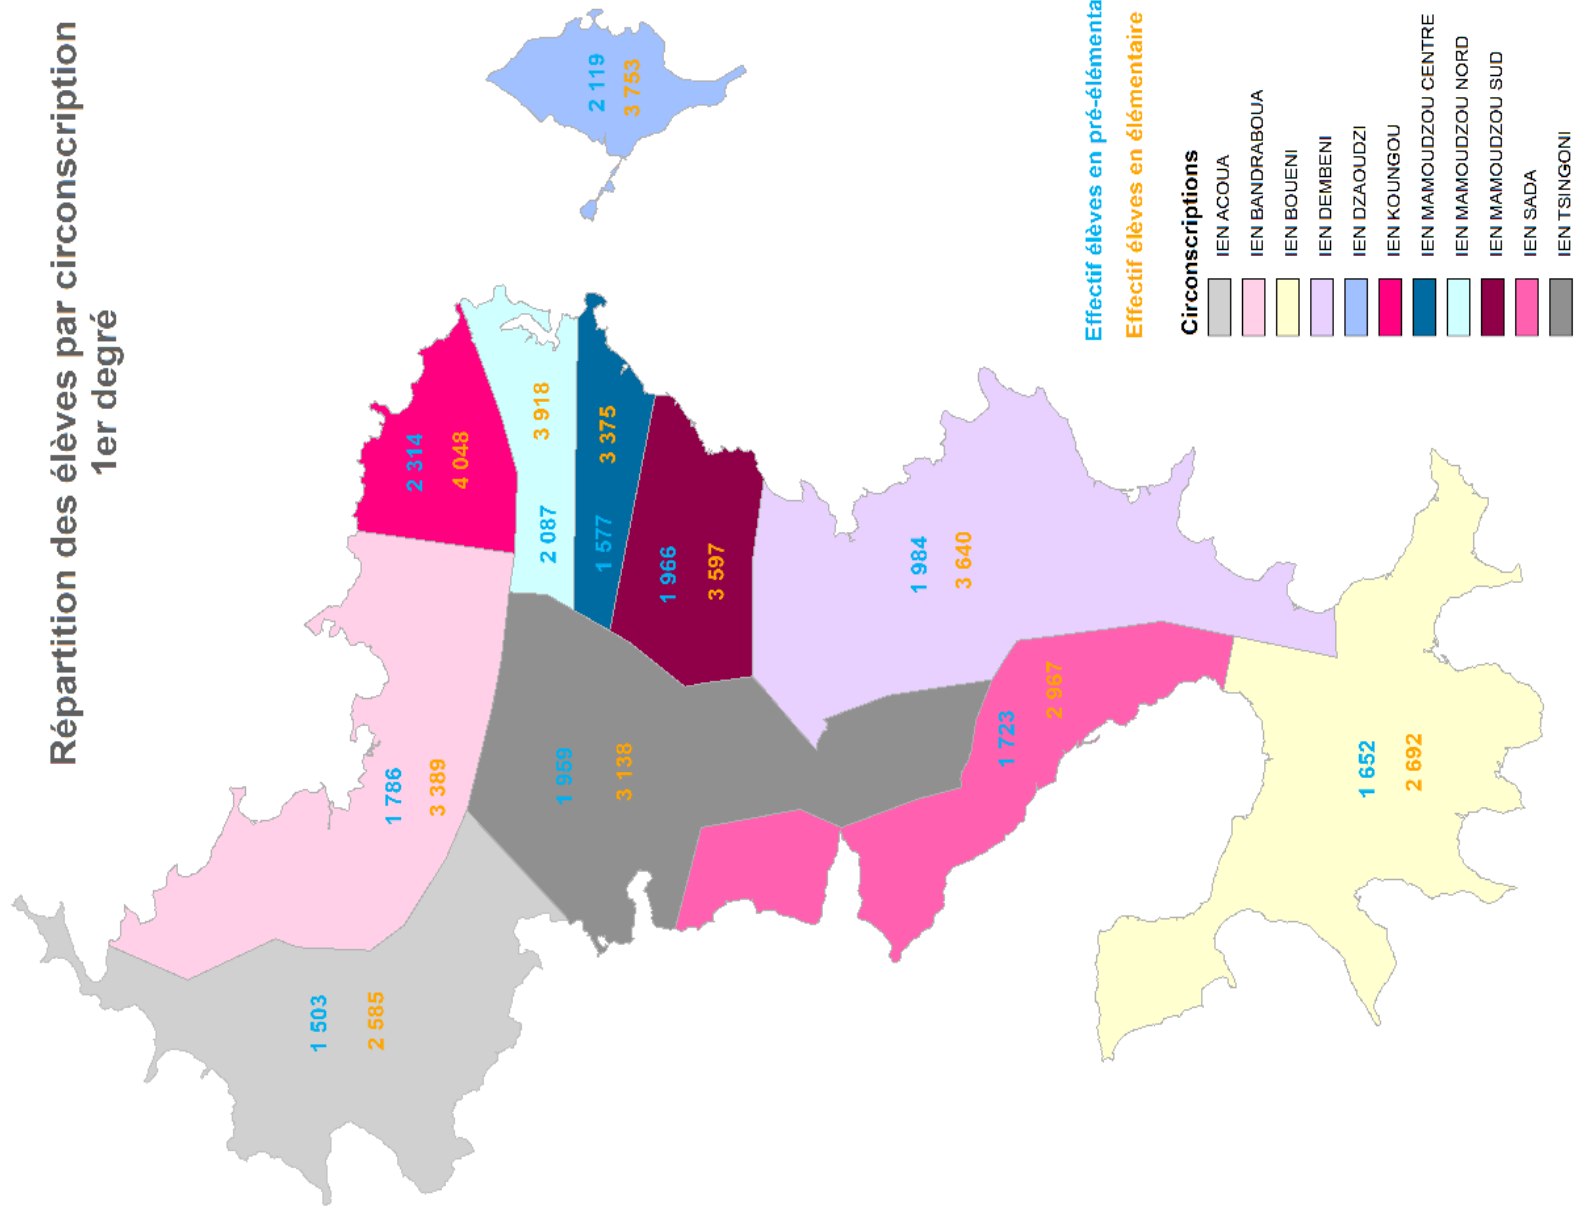 Répartition des élèves par circonscription
1er degré
2 119
3 753
2 314
4 048
3 918
2 087
3 375
1 577
1 966
3 597
1 984
3 640
1 786
3 389
1 959
3 138
1 723
2 967
1 503
2 585
1 652
2 692
Effectif élèves en pré-élémenta
Effectif élèves en élémentaire
Circonscriptions
IEN ACOUA
IEN BANDRABOUA
IEN BOUENI
IEN DEMBENI
IEN DZAOUDZI
IEN KOUNGOU
IEN MAMOUDZOU CENTRE
IEN MAMOUDZOU NORD
IEN MAMOUDZOU SUD
IEN SADA
IEN TSINGONI